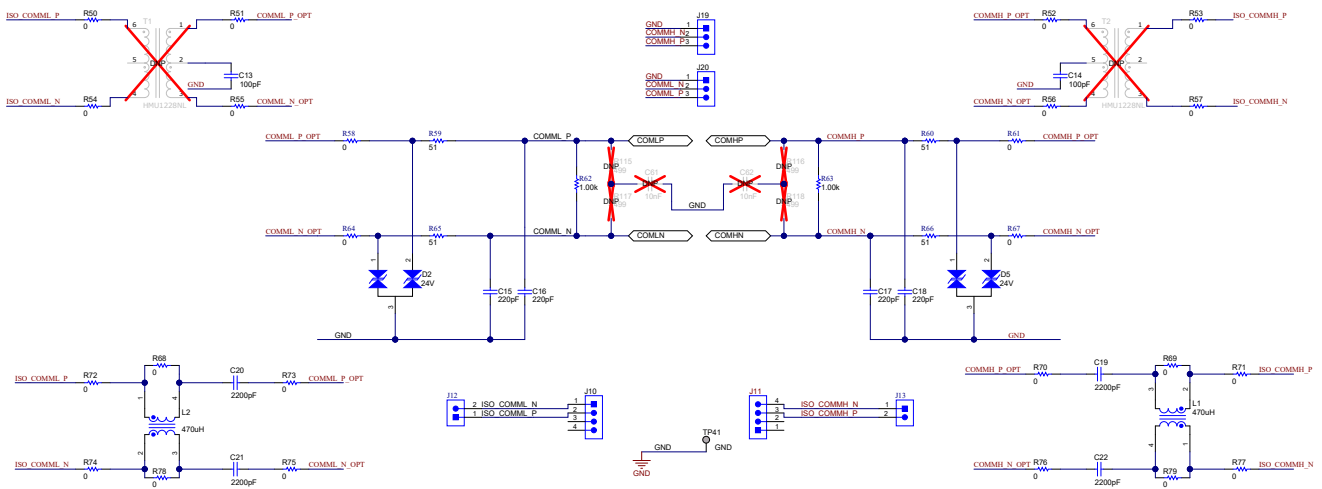 ISO_COMML_P
R50
0
T1
6
1
R51
0
COMML_P_OPT
5
2
DNP
C13
100pF
GND
ISO_COMML_N
R54
0
4
3
HMU1228NL
R55
0
COMML_N_OPT
J19
GND 1
COMMH_N 2
COMMH_P 3
J20
GND 1
COMML_N 2
COMML_P 3
COMMH_P_OPT
R52
0
T2
6
1
R53
0
ISO_COMMH_P
5
2
DNP
C14
100pF
GND
COMMH_N_OPT
R56
0
4
3
HMU1228NL
R57
0
ISO_COMMH_N
COMML_P_OPT
R58
0
R59
51
COMML_P
COMLP
COMHP
COMMH_P
R60
51
R61
0
COMMH_P_OPT
R62
1.00k
DNP
R115
499
DNP
R117
499
C61
DNP
10nF
GND
C62
DNP
10nF
DNP
R116
499
DNP
R118
499
R63
1.00k
COMML_N_OPT
R64
0
R65
51
COMML_N
COMLN
COMHN
COMMH_N
R66
51
R67
0
COMMH_N_OPT
1
2
D2
24V
3
C15
220pF
C16
220pF
GND
C17
220pF
C18
220pF
1
2
D5
24V
3
GND
ISO_COMML_P
R72
0
R68
0
1
4
C20
2200pF
R73
0
COMML_P_OPT
L2
470uH
2
3
ISO_COMML_N
R74
0
R78
0
C21
2200pF
R75
0
COMML_N_OPT
J12
2 ISO_COMML_N
1 ISO_COMML_P
J10
1
2
3
4
TP41
GND
GND
GND
J11
4 ISO_COMMH_N
3 ISO_COMMH_P
2
1
J13
1
2
COMMH_P_OPT
R70
0
C19
2200pF
R69
0
3
2
R71
0
ISO_COMMH_P
L1
470uH
4
1
COMMH_N_OPT
R76
0
C22
2200pF
R79
0
R77
0
ISO_COMMH_N